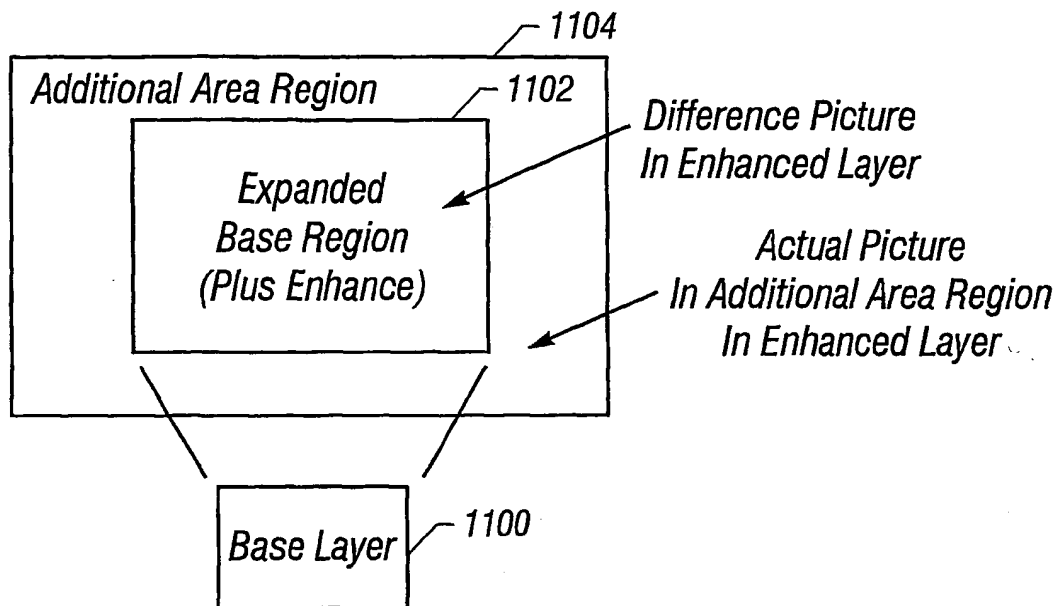 1104
Additional Area Region
1102
Difference Picture
In Enhanced Layer
Expanded
Base Region
(Plus Enhance)
Actual Picture
In Additional Area Region
In Enhanced Layer
Base Layer
1100